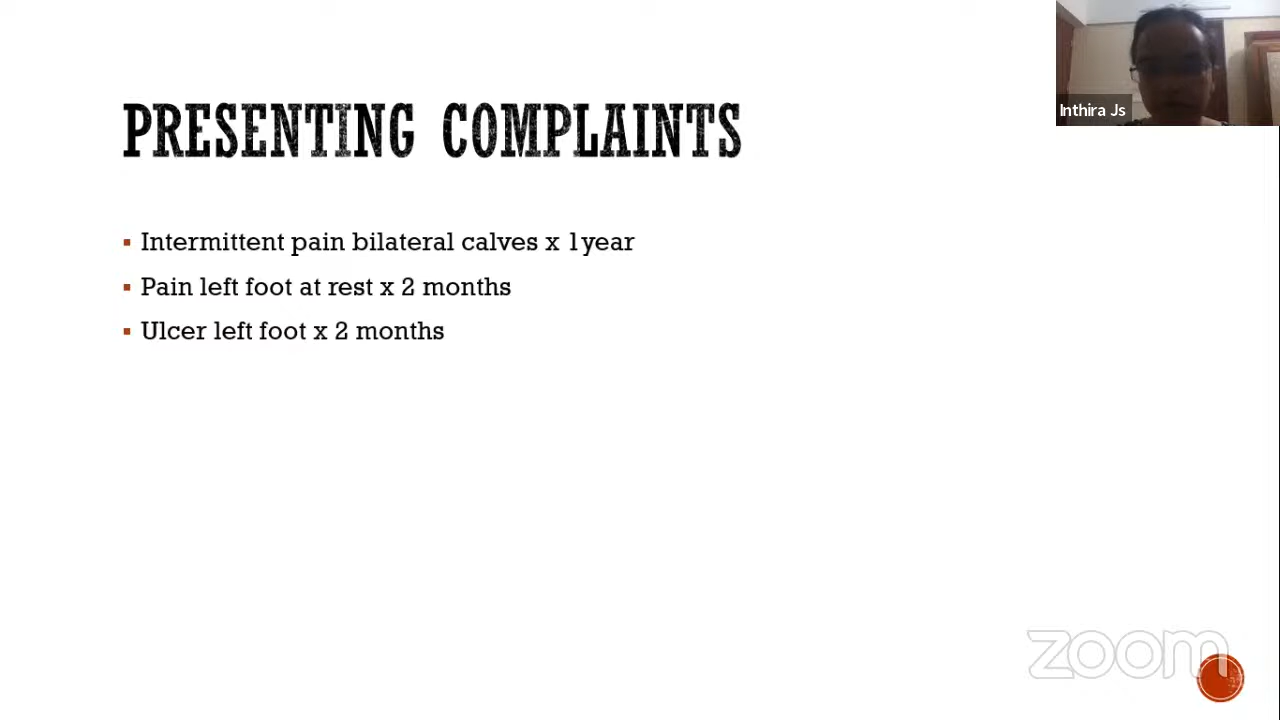 Inthira Js
PRESENTING COMPLAINTS
Intermittent pain bilateral calves x 1year
Pain left foot at rest x 2 months
Ulcer left foot x 2 months
zoom